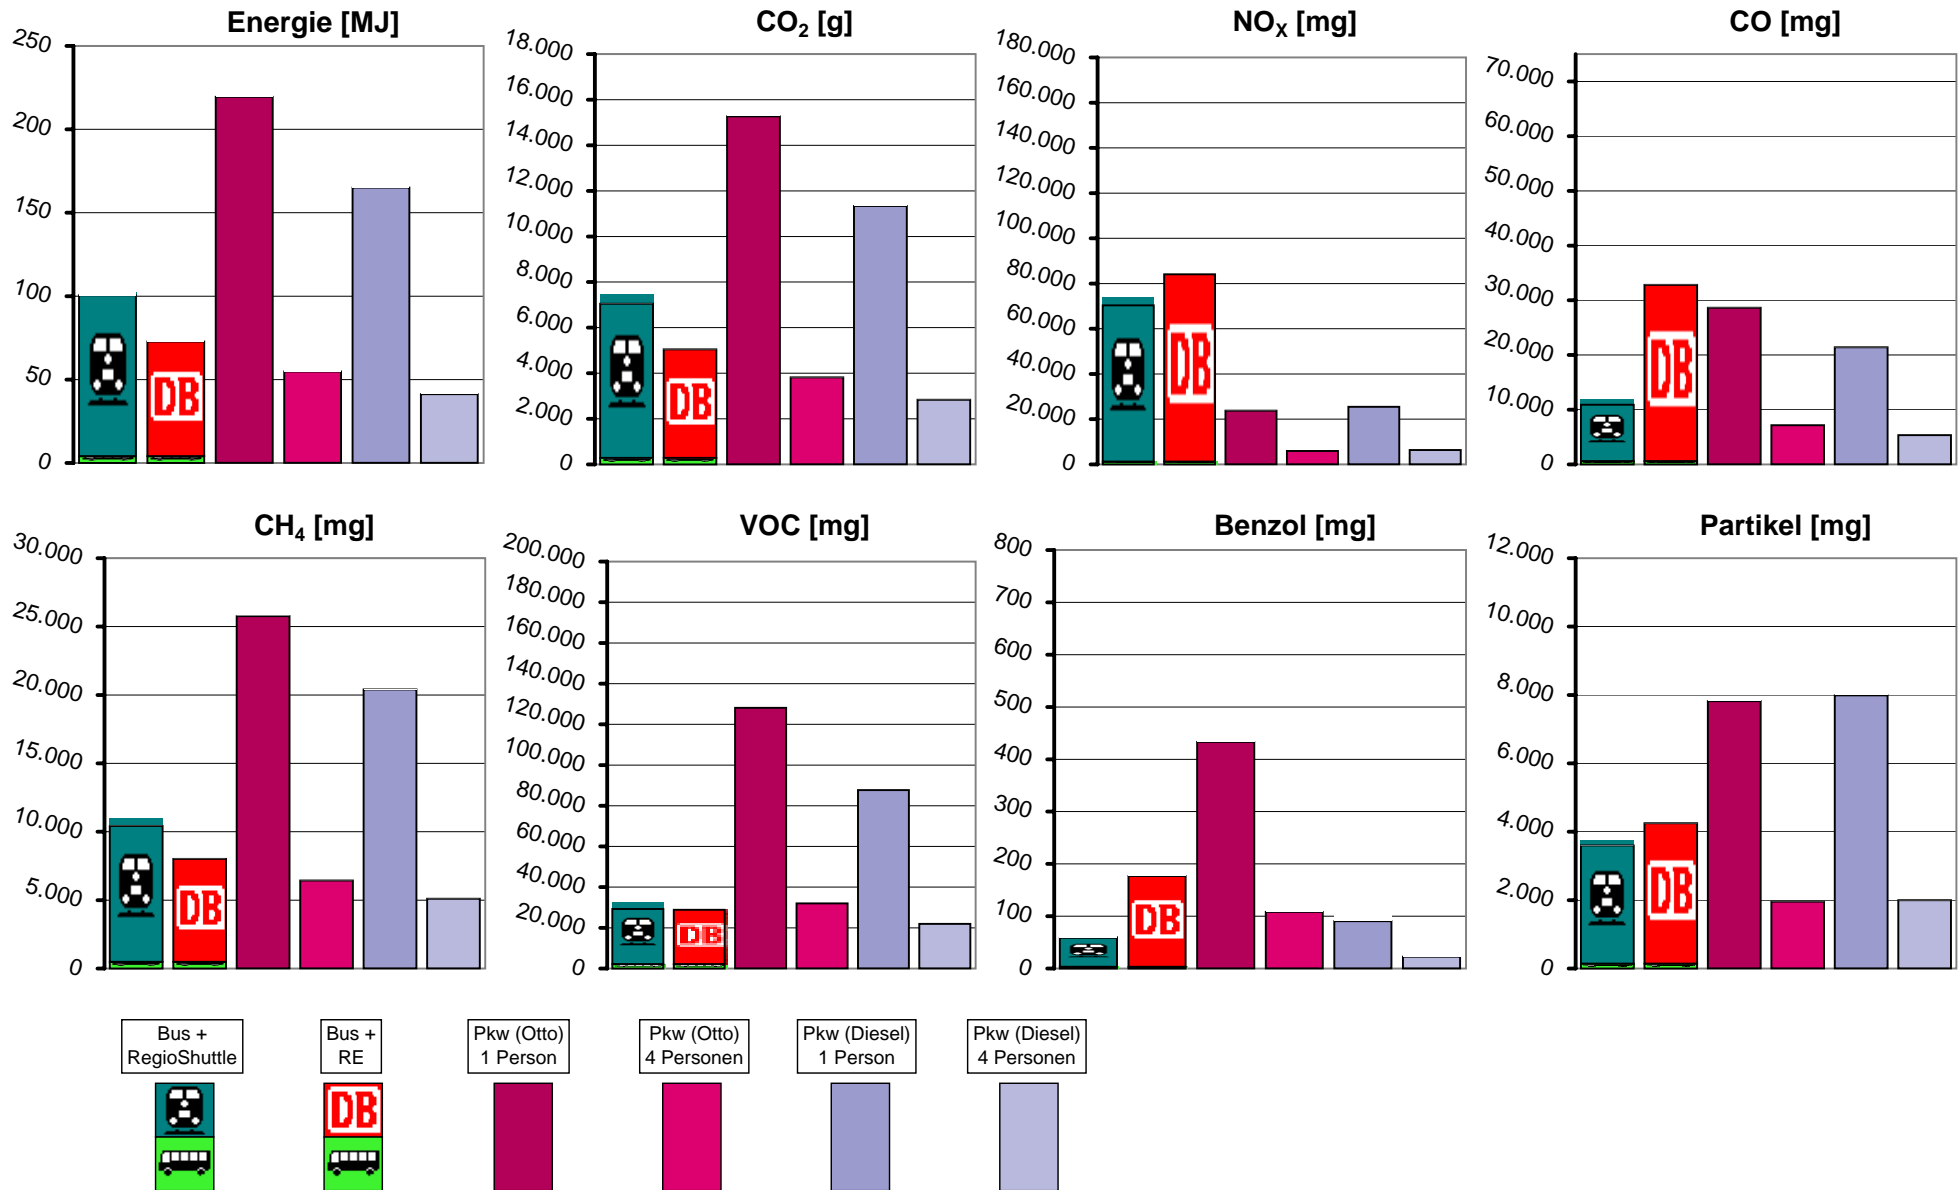 Energie [MJ]
250
200
150
100
50
0
DB
CO2 [g]
18.000
16.000
14.000
12.000
10.000
8.000
6.000
4.000
2.000
0
DB
NOX [mg]
180.000
160.000
140.000
120.000
100.000
80.000
60.000
40.000
20.000
0
DB
CO [mg]
70.000
60.000
50.000
40.000
30.000
20.000
10.000
0
DB
CH4 [mg]
30.000
25.000
20.000
15.000
10.000
5.000
0
DB
VOC [mg]
200.000
180.000
160.000
140.000
120.000
100.000
80.000
60.000
40.000
20.000
0
DB
Benzol [mg]
800
700
600
500
400
300
200
100
0
DB
Partikel [mg]
12.000
10.000
8.000
6.000
4.000
2.000
0
DB
Bus +
RegioShuttle
Bus +
RE
DB
Pkw (Otto)
1 Person
Pkw (Otto)
4 Personen
Pkw (Diesel)
1 Person
Pkw (Diesel)
4 Personen